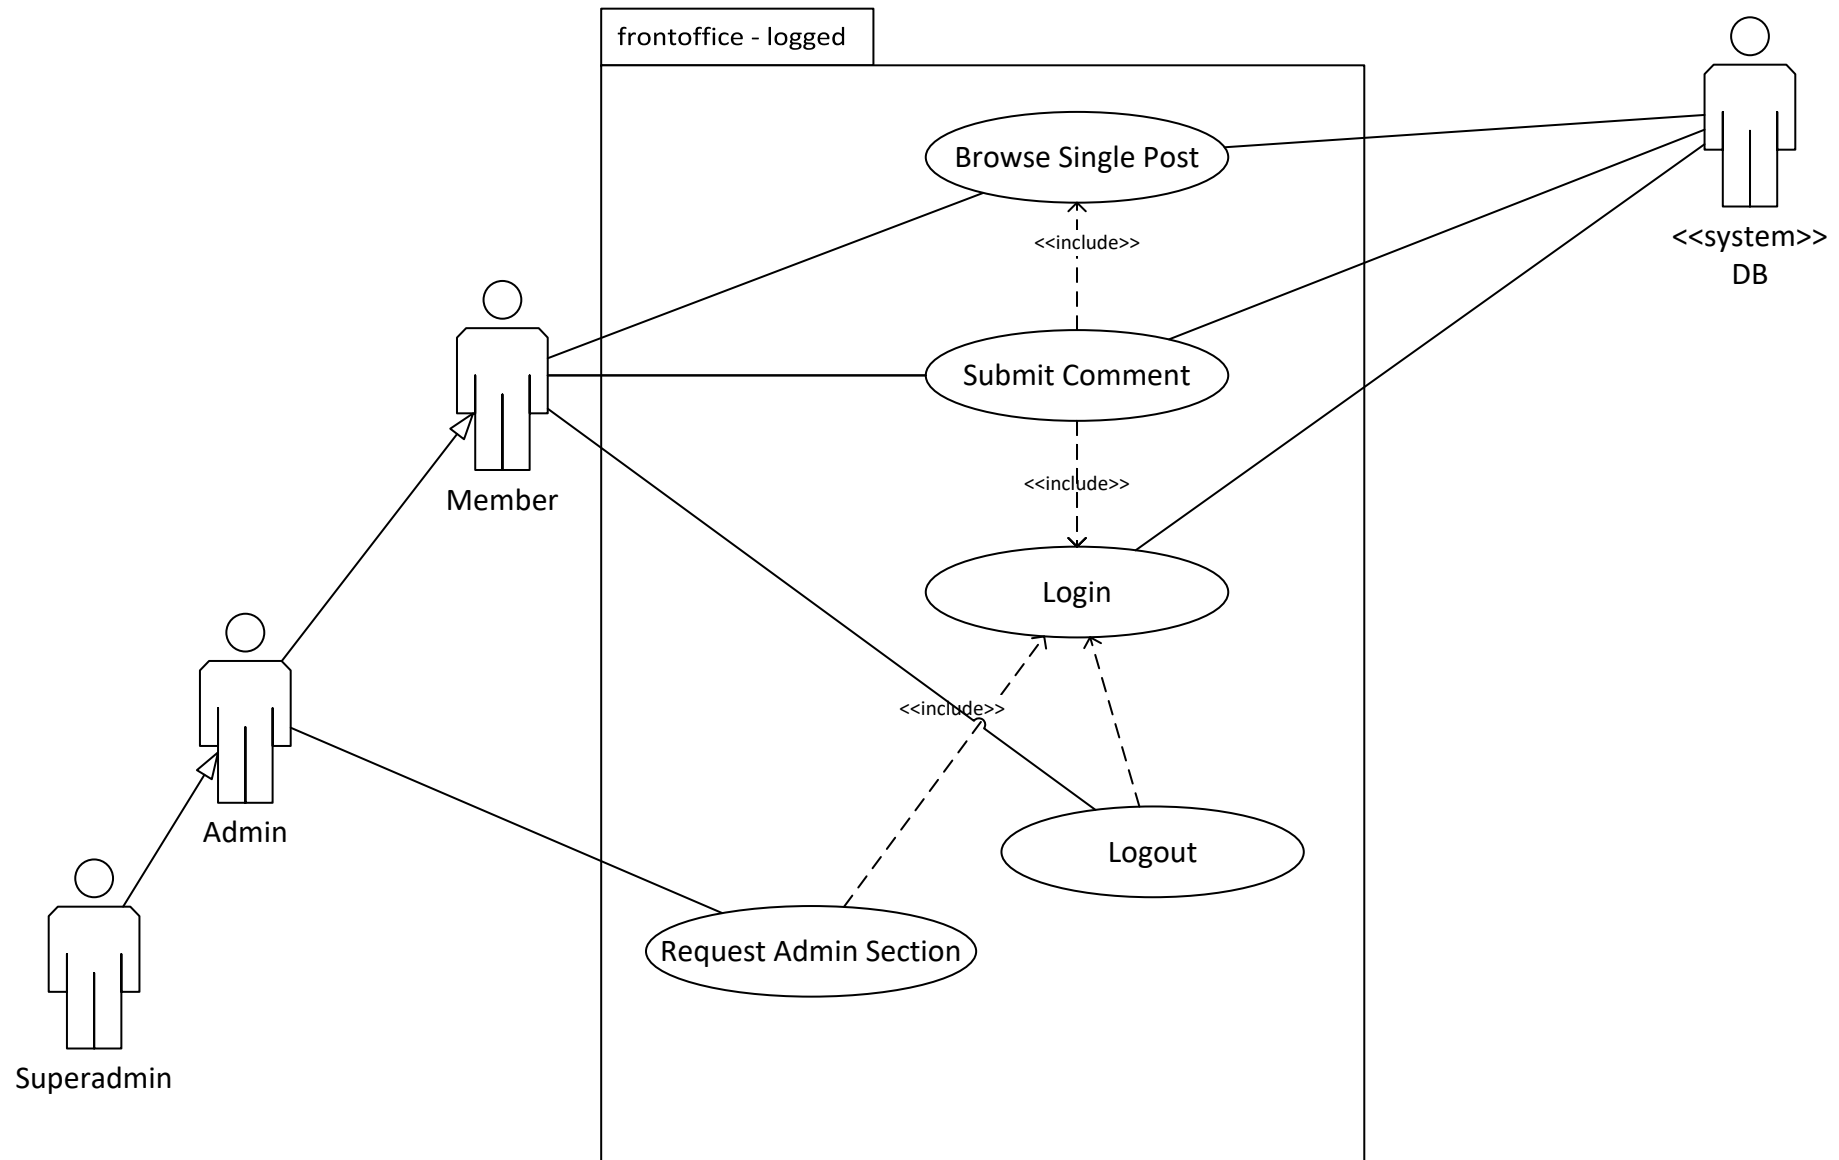 frontoffice - logged
Browse Single Post
<<include>>
<<system>>
DB
Submit Comment
Member
<<include>>
Login
<<include>>
Admin
Logout
Request Admin Section
Superadmin